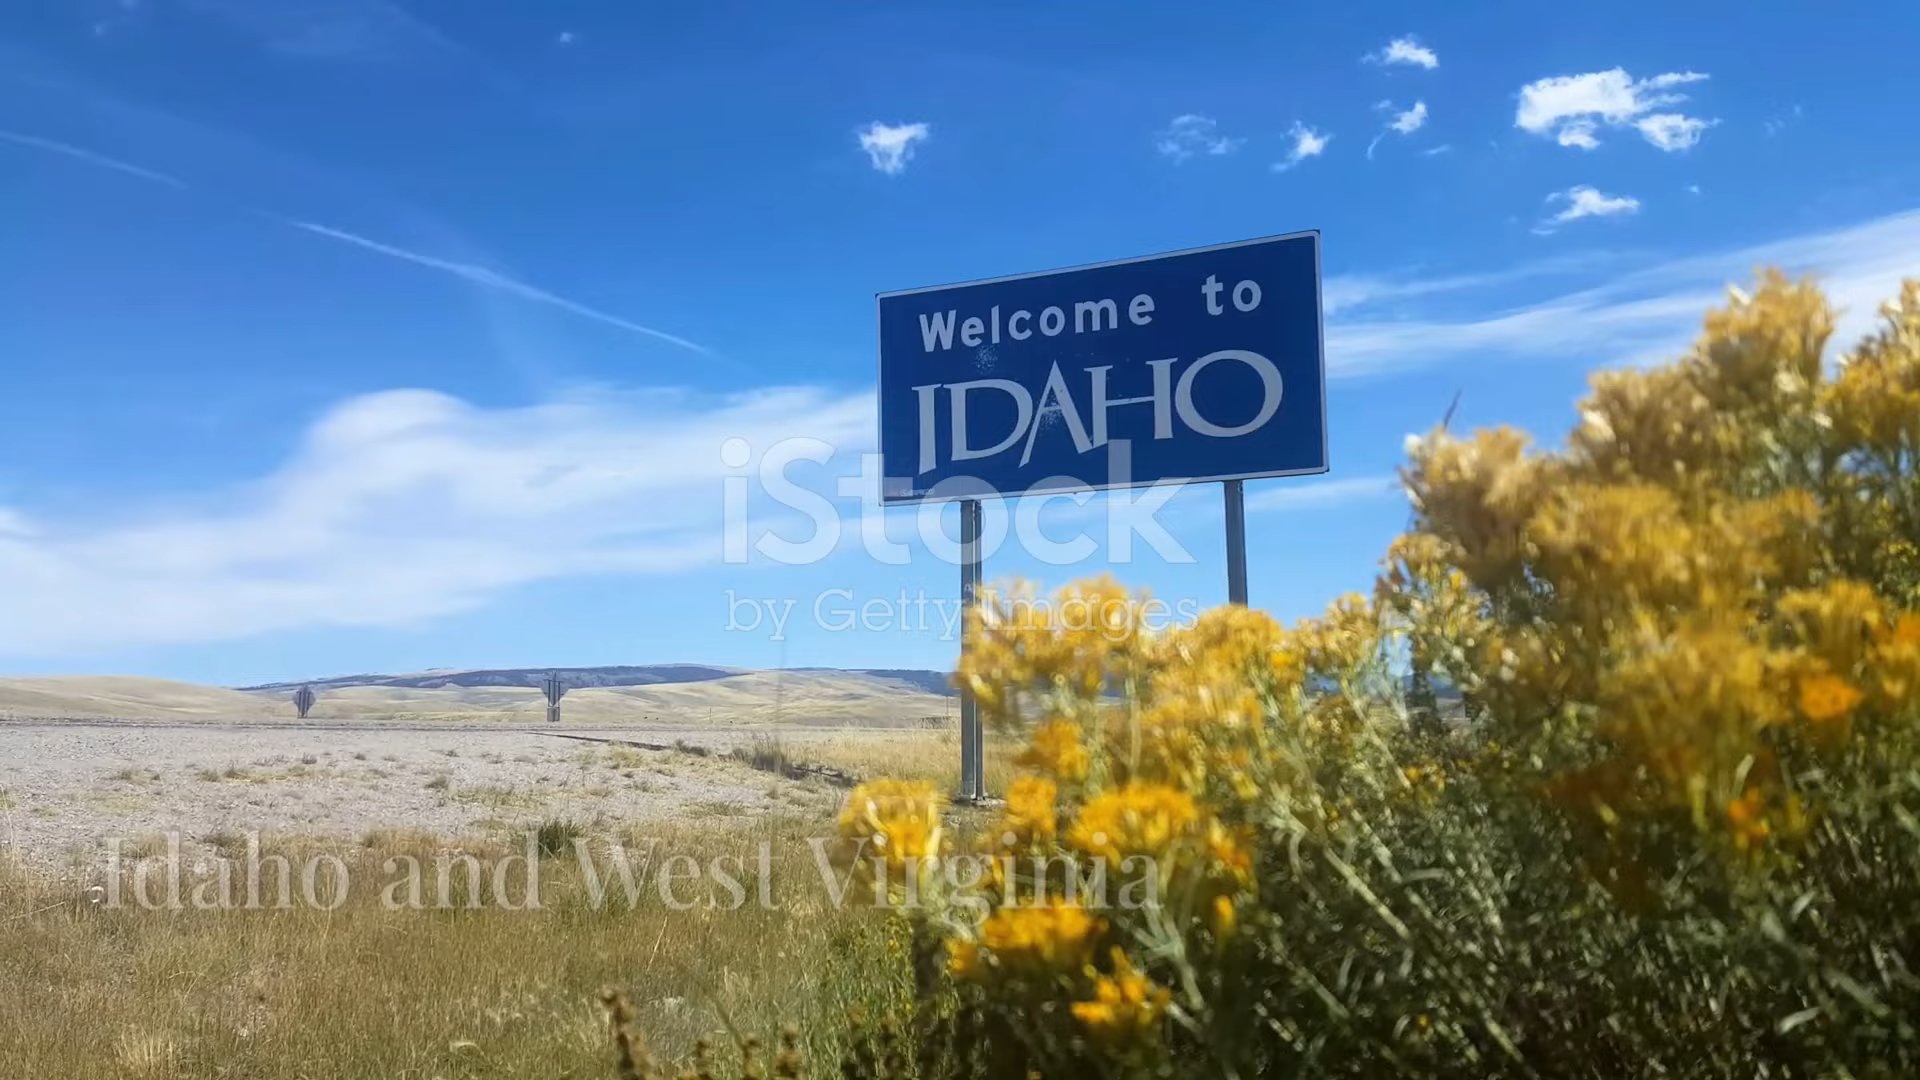 Welcome to
IDAHO
iStock
by Getty Images
Idaho and West Virginia